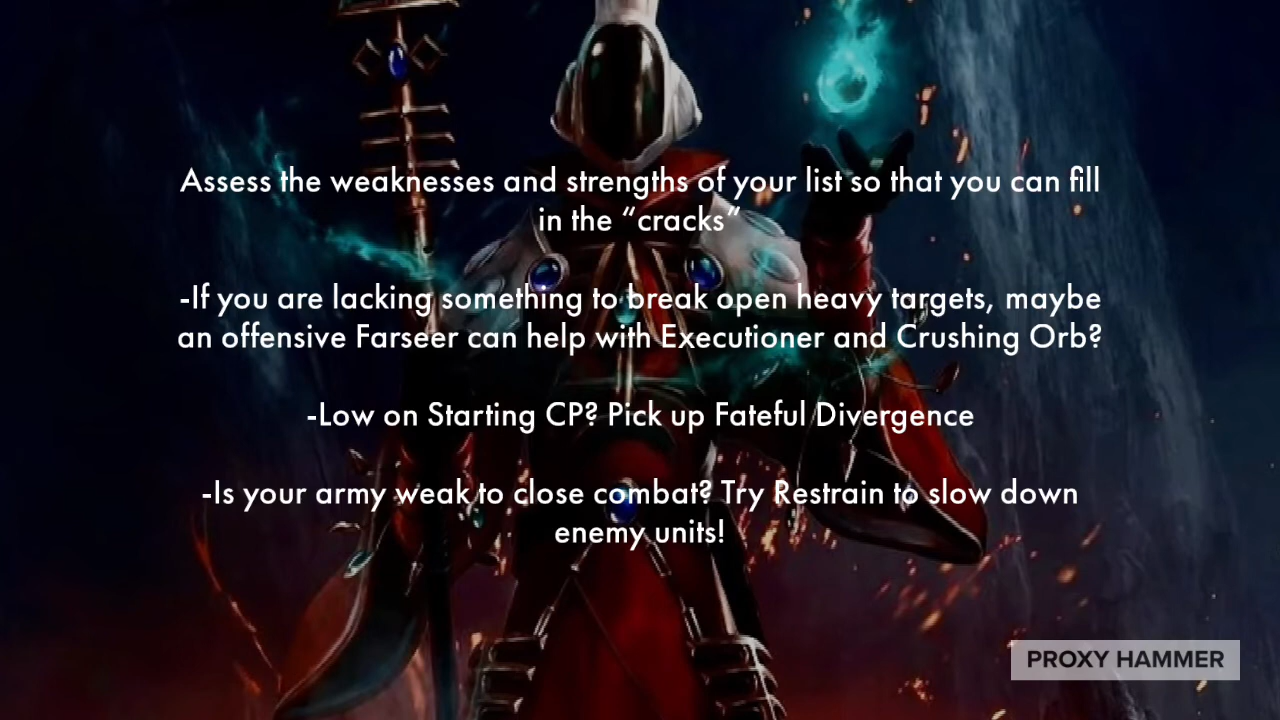 Assess the weaknesses and strengths of your list so that you can fill
in the “cracks”
-If you are lacking something to break open heavy targets, maybe
an offensive Farseer can help with Executioner and Crushing Orb?
-Low on Starting CP? Pick up Fateful Divergence
-Is your army weak to close combat? Try Restrain to slow down
enemy units!
PROXY HAMMER